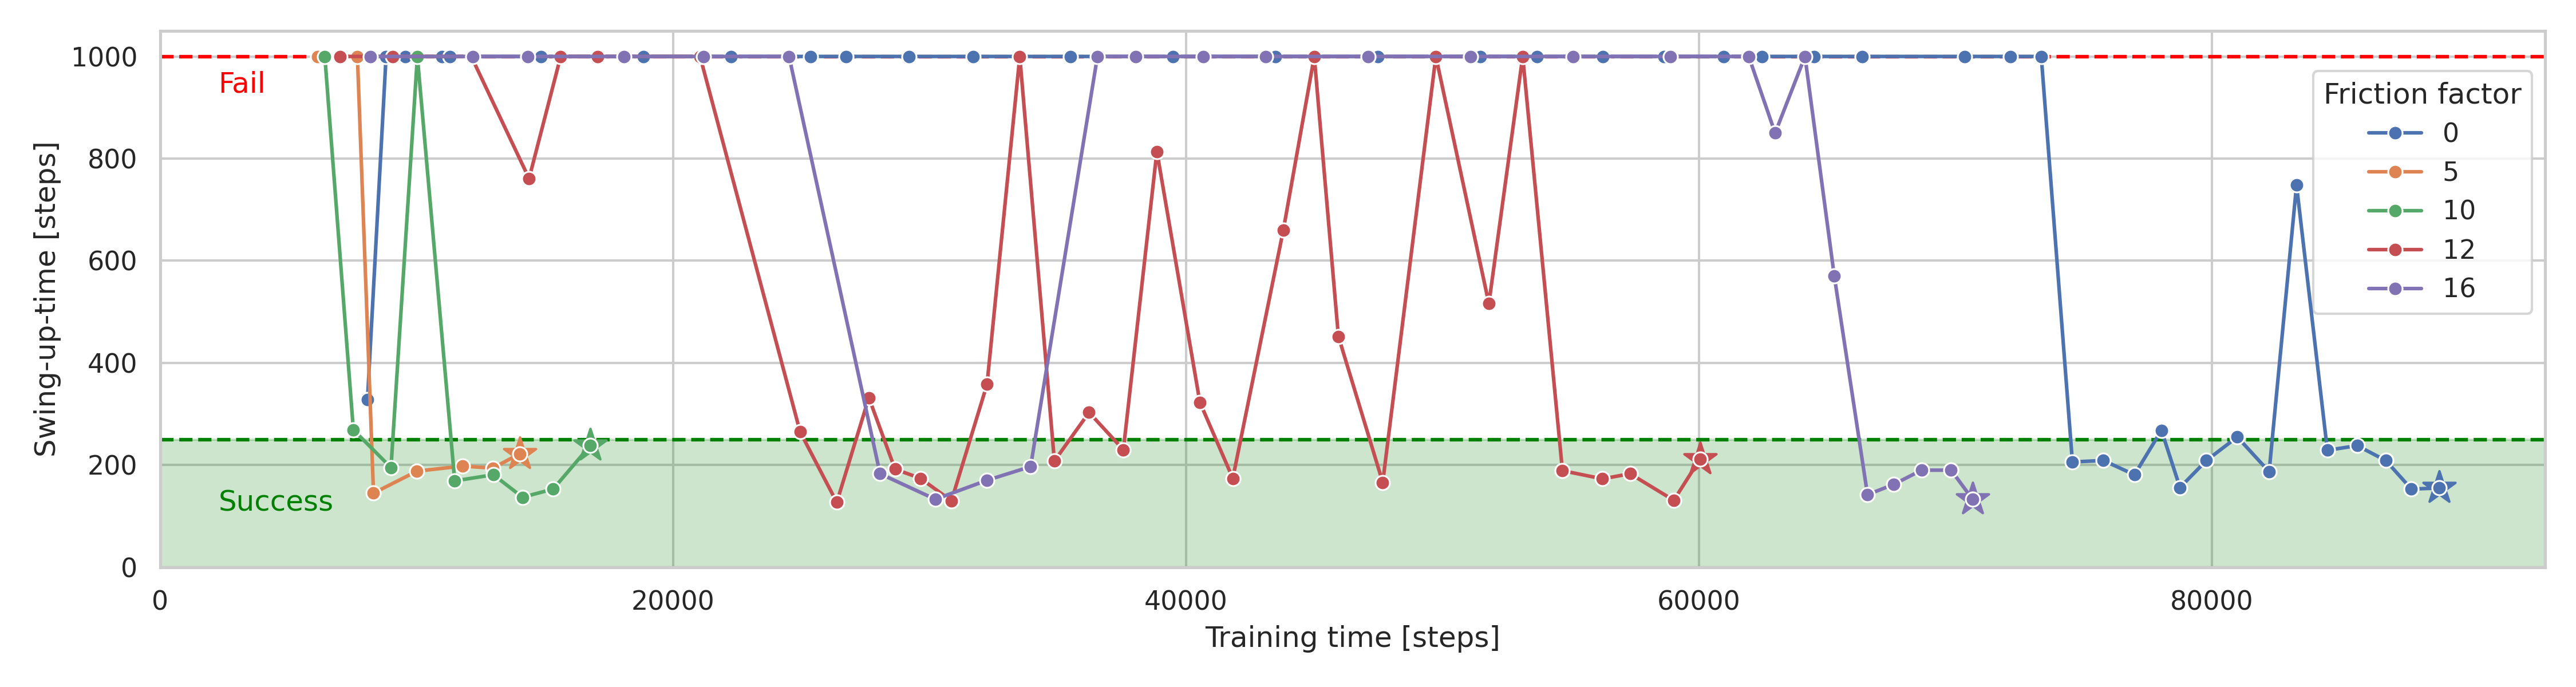 Swing-up-time [steps]
1000
800
600
400
200
0
Fail
Success
Friction factor
0
5
10
12
16
0 20000 40000 60000 80000
Training time [steps]